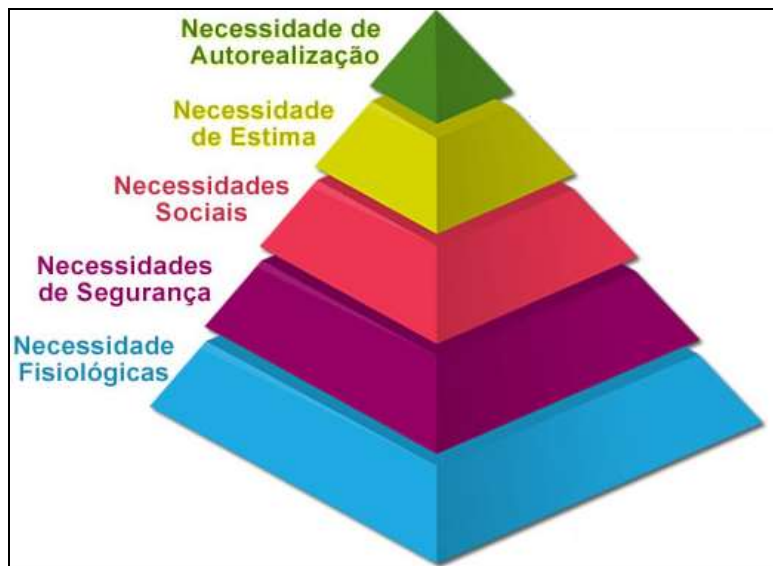 Necessidade de
Autorealização
Necessidade
de Estima
Necessidades
Sociais
Necessidades
de Segurança
Necessidade
Fisiológicas